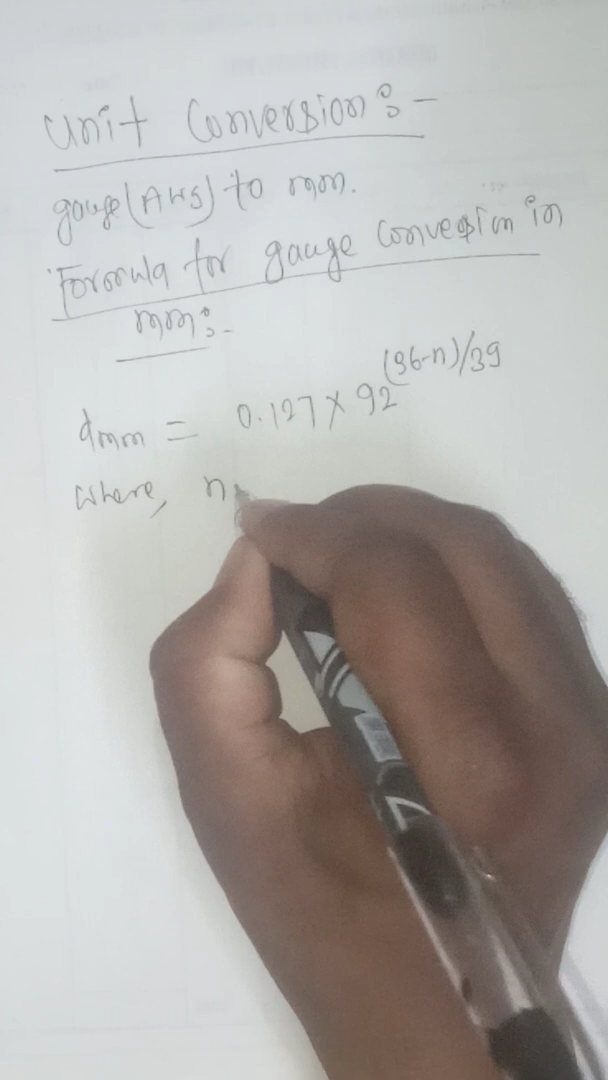 Unit Conversion:-
gauge(AWG) to mm.
Formula for gauge conversion in
mm:-
dmm = 0.127 × 92^(36-n)/39
where, n